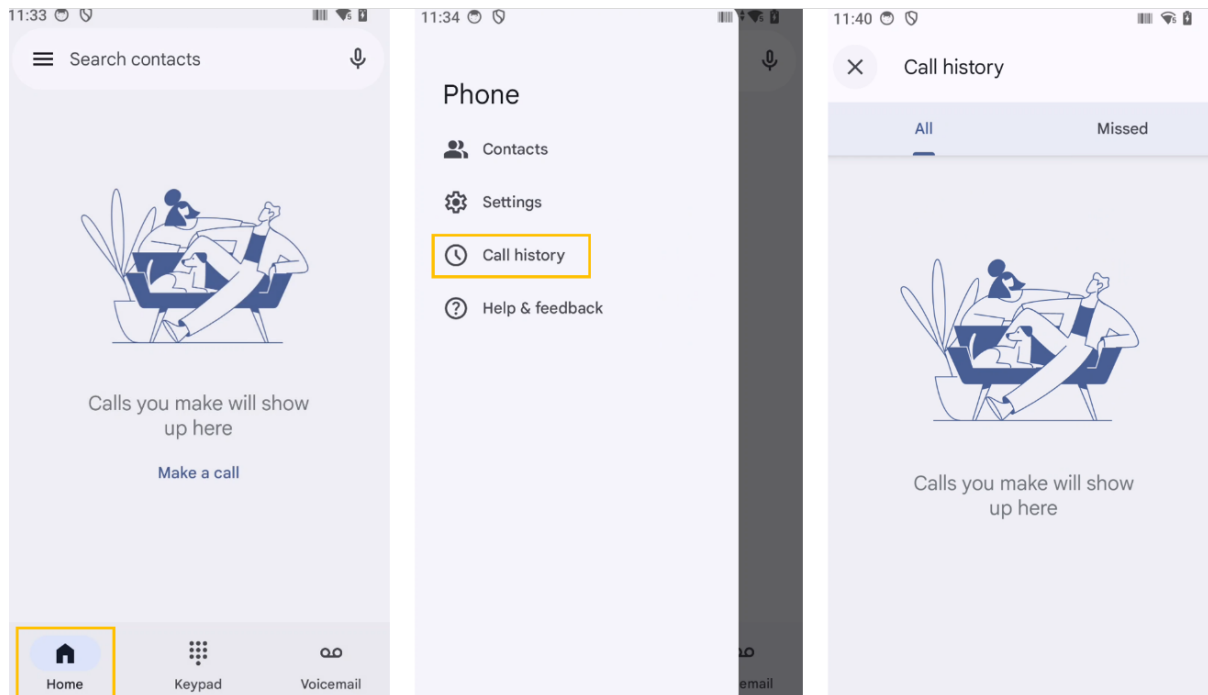 11:33
Search contacts
Calls you make will show
up here
Make a call
Home
Keypad
Voicemail
11:34
Phone
Contacts
Settings
Call history
Help & feedback
email
11:40
Call history
All
Missed
Calls you make will show
up here